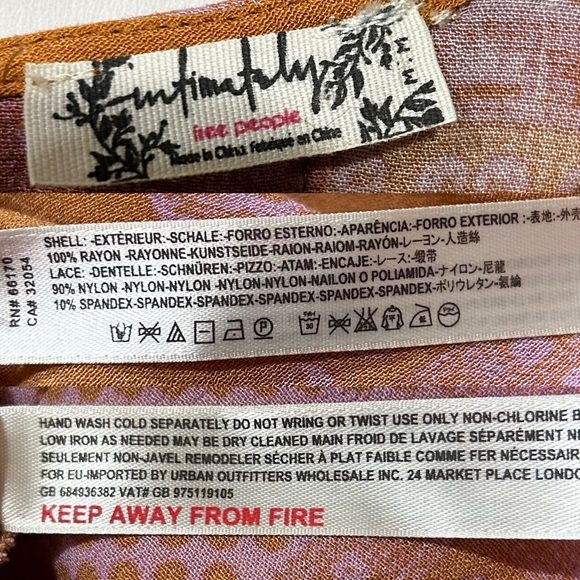 intimately
free people
M:M
Made in China. Fabriqué en Chine
RN# 66170
CA# 32054
SHELL:-EXTÉRIEUR:-SCHALE:-FORRO ESTERNO:-APARÊNCIA:-FORRO EXTERIOR :-表地:-外壳
100% RAYON -RAYONNE-KUNSTSEIDE-RAION-RAIOM-RAYÓN-レーヨン-人造絲
LACE:-DENTELLE-SCHNÜREN:-PIZZO:-ATAM:-ENCAJE-レース:-緞帶
90% NYLON -NYLON-NYLON -NYLON-NYLON-NAILON O POLIAMIDA-ナイロン-尼龍
10% SPANDEX-SPANDEX-SPANDEX-SPANDEX-SPANDEX-SPANDEX-ポリウレタン-氨綸
HAND WASH COLD SEPARATELY DO NOT WRING OR TWIST USE ONLY NON-CHLORINE B
LOW IRON AS NEEDED MAY BE DRY CLEANED MAIN FROID DE LAVAGE SÉPARÉMENT
SEULEMENT NON-JAVEL REMODELER SÉCHER À PLAT FAIBLE COMME FER NÉCESSAIR
FOR EU-IMPORTED BY URBAN OUTFITTERS WHOLESALE INC. 24 MARKET PLACE LONDO
GB 684936382 VAT# GB 975119105
KEEP AWAY FROM FIRE